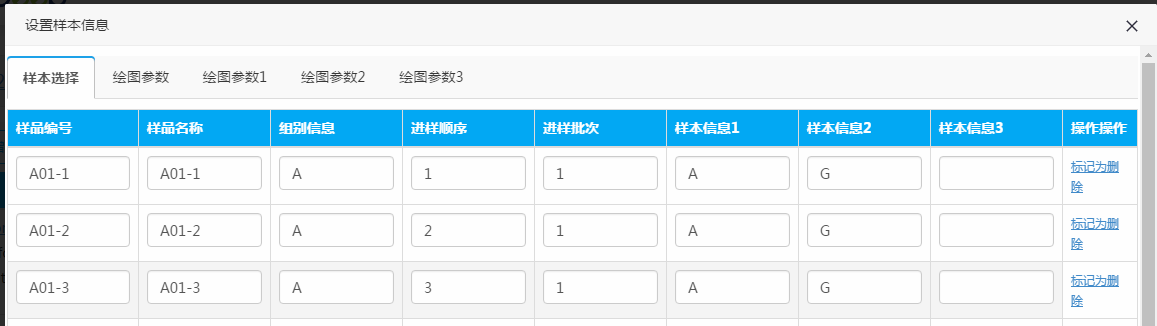 设置样本信息
样本选择 绘图参数 绘图参数1 绘图参数2 绘图参数3
样品编号 样品名称 组别信息 进样顺序 进样批次 样本信息1 样本信息2 样本信息3 操作操作
A01-1 A01-1 A 1 1 A G 标记为删
除
A01-2 A01-2 A 2 1 A G 标记为删
除
A01-3 A01-3 A 3 1 A G 标记为删
除